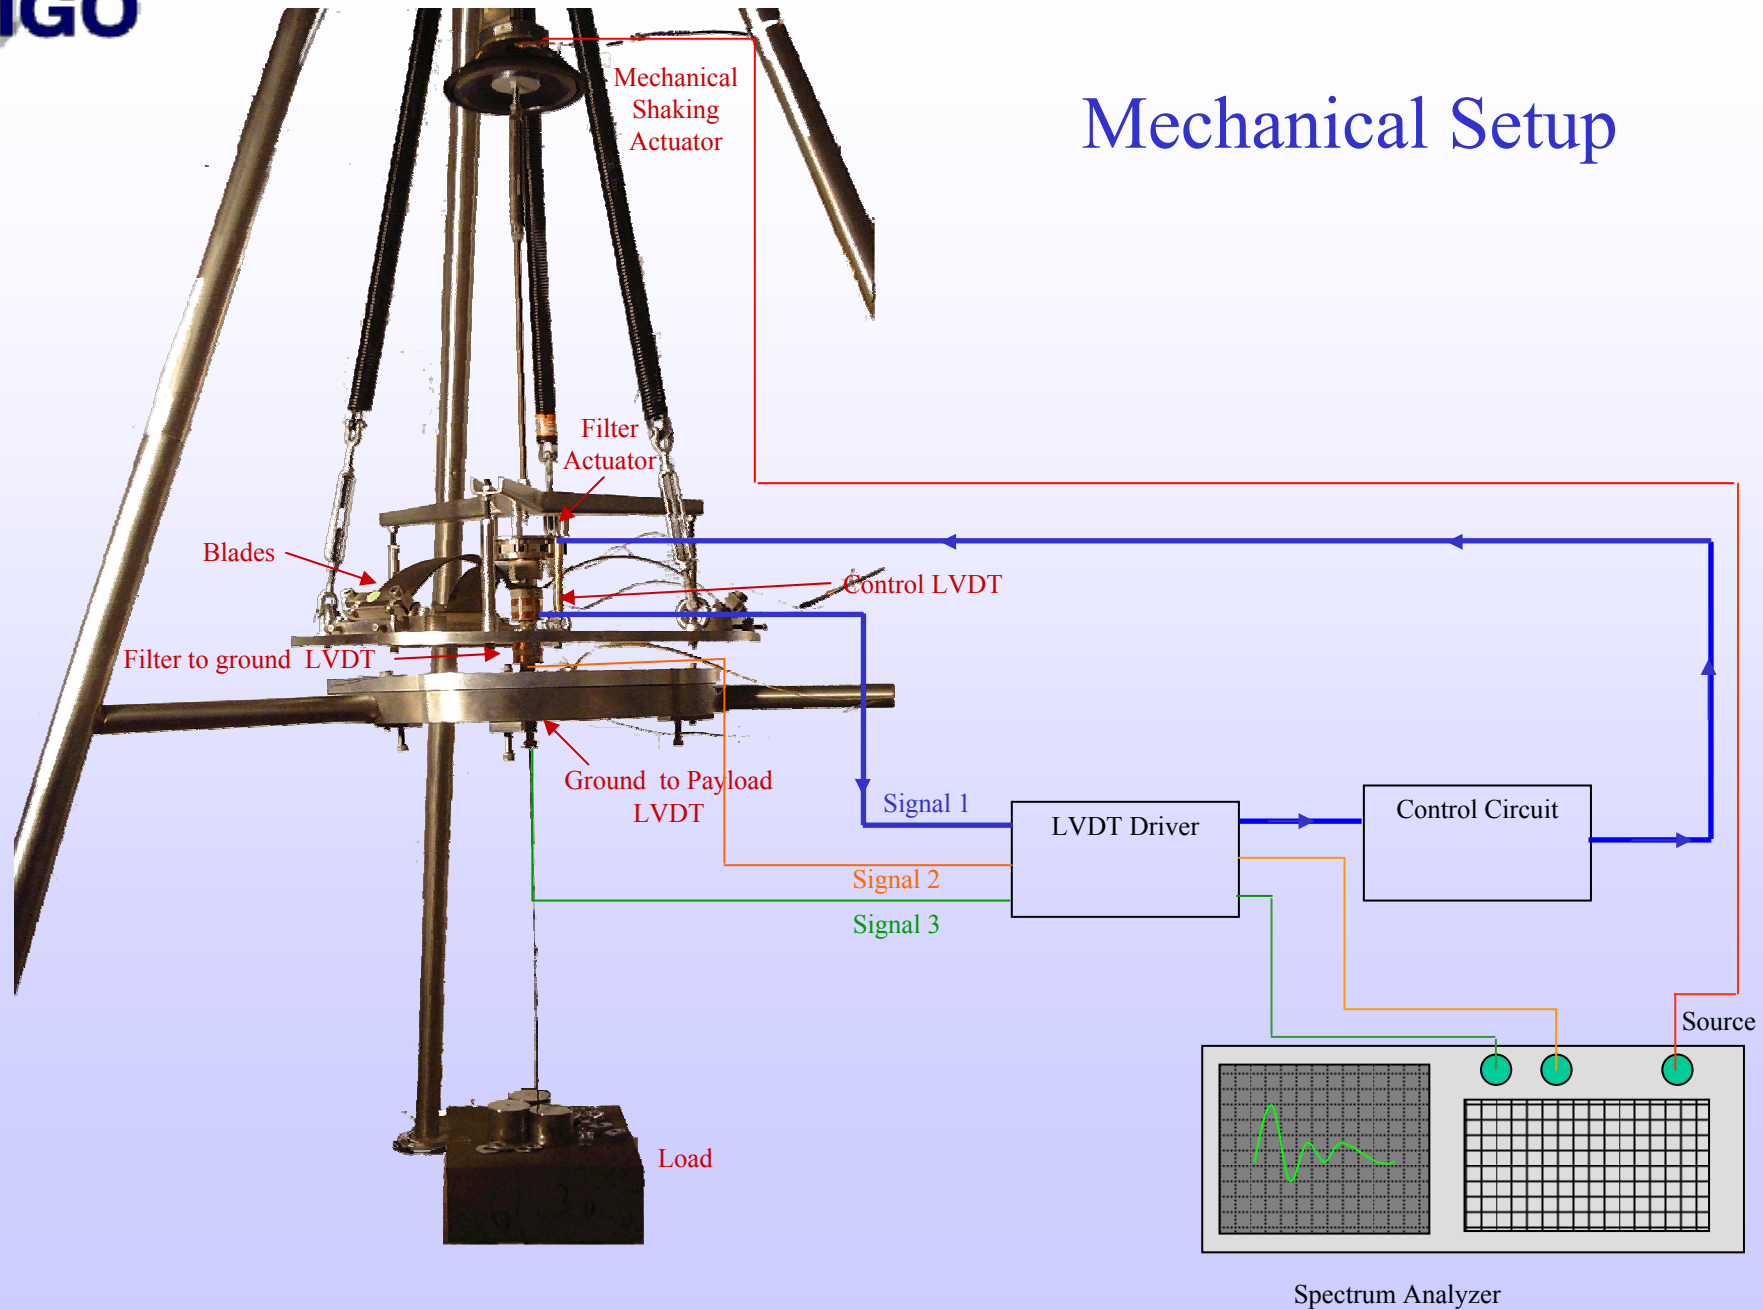 Mechanical Setup
Mechanical
Shaking
Actuator
Filter
Actuator
Blades
Control LVDT
Filter to ground LVDT
Ground to Payload
LVDT
Signal 1
LVDT Driver
Control Circuit
Signal 2
Signal 3
Source
Load
Spectrum Analyzer